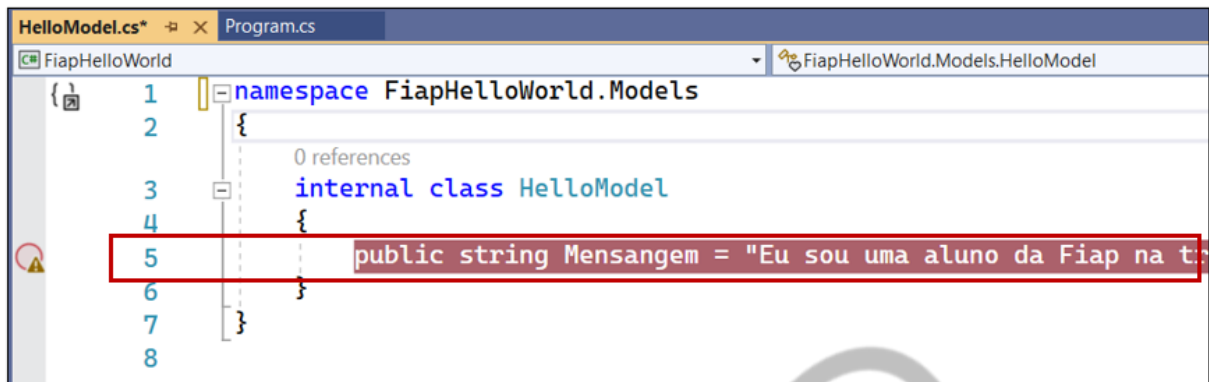 HelloModel.cs* Program.cs
C# FiapHelloWorld FiapHelloWorld.Models.HelloModel
1 namespace FiapHelloWorld.Models
2 {
0 references
3 internal class HelloModel
4 {
5 public string Mensangem = "Eu sou uma aluno da Fiap na tr
6 }
7 }
8